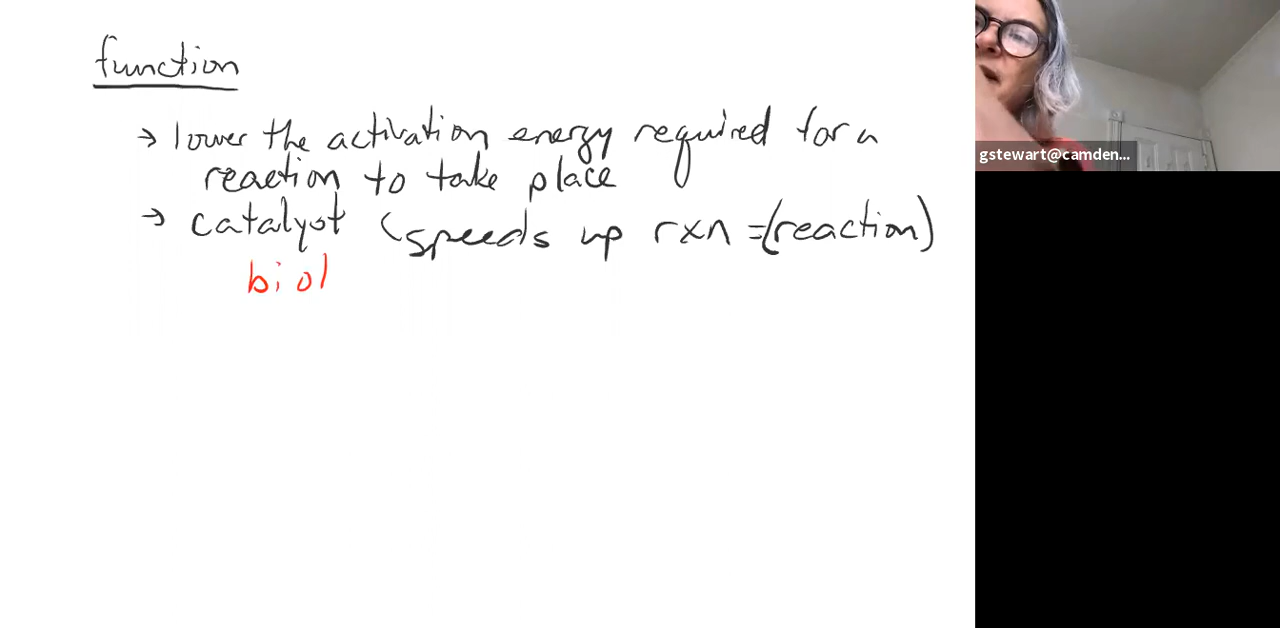 function
→ lower the activation energy required for a
reaction to take place
→ catalyst (speeds up rxn =(reaction)
biol
gstewart@camden...